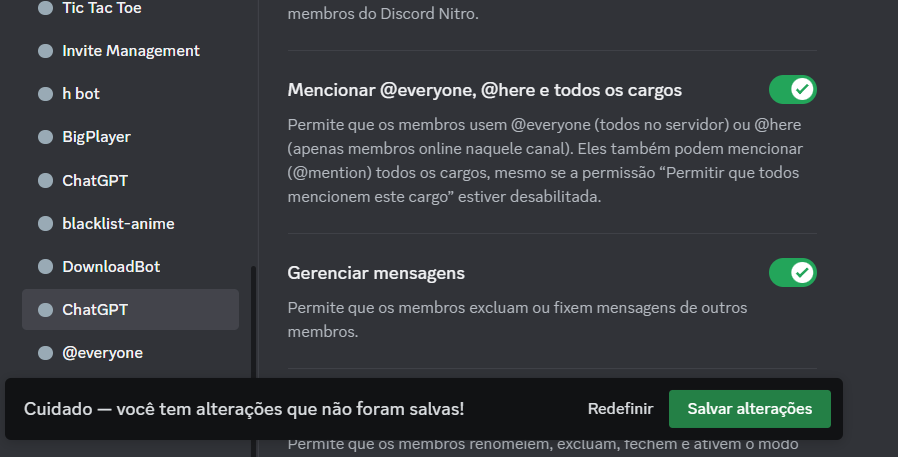 Tic Tac Toe
Invite Management
h bot
BigPlayer
ChatGPT
blacklist-anime
DownloadBot
ChatGPT
@everyone
membros do Discord Nitro.
Mencionar @everyone, @here e todos os cargos
Permite que os membros usem @everyone (todos no servidor) ou @here
(apenas membros online naquele canal). Eles também podem mencionar
(@mention) todos os cargos, mesmo se a permissão “Permitir que todos
mencionem este cargo” estiver desabilitada.
Gerenciar mensagens
Permite que os membros excluam ou fixem mensagens de outros
membros.
Cuidado — você tem alterações que não foram salvas!
Redefinir
Salvar alterações
Permite que os membros renomeiem, excluam, fechem e ativem o modo